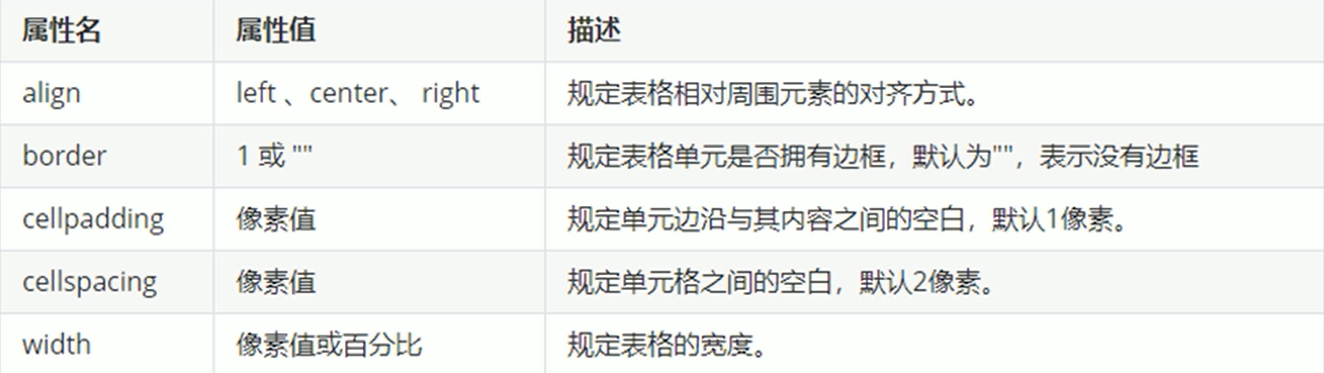 属性名 属性值 描述
align left 、center、 right 规定表格相对周围元素的对齐方式。
border 1 或 "" 规定表格单元是否拥有边框，默认为""，表示没有边框
cellpadding 像素值 规定单元边沿与其内容之间的空白，默认1像素。
cellspacing 像素值 规定单元格之间的空白，默认2像素。
width 像素值或百分比 规定表格的宽度。